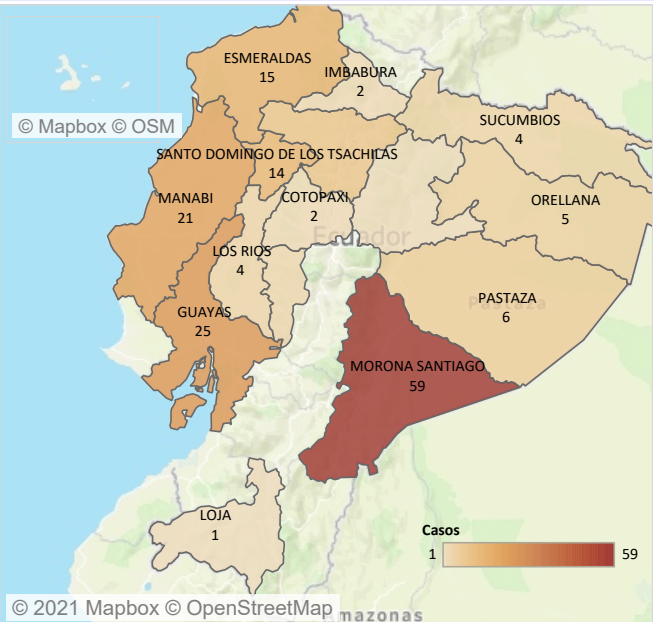 ESMERALDAS
15
IMBABURA
2
© Mapbox © OSM
SUCUMBIOS
4
SANTO DOMINGO DE LOS TSACHILAS
14
MANABI
21
COTOPAXI
2
ORELLANA
5
Ecuador
LOS RIOS
4
PASTAZA
6
Pastaza
GUAYAS
25
MORONA SANTIAGO
59
LOJA
1
Casos
1
59
© 2021 Mapbox © OpenStreetMap
Amazonas